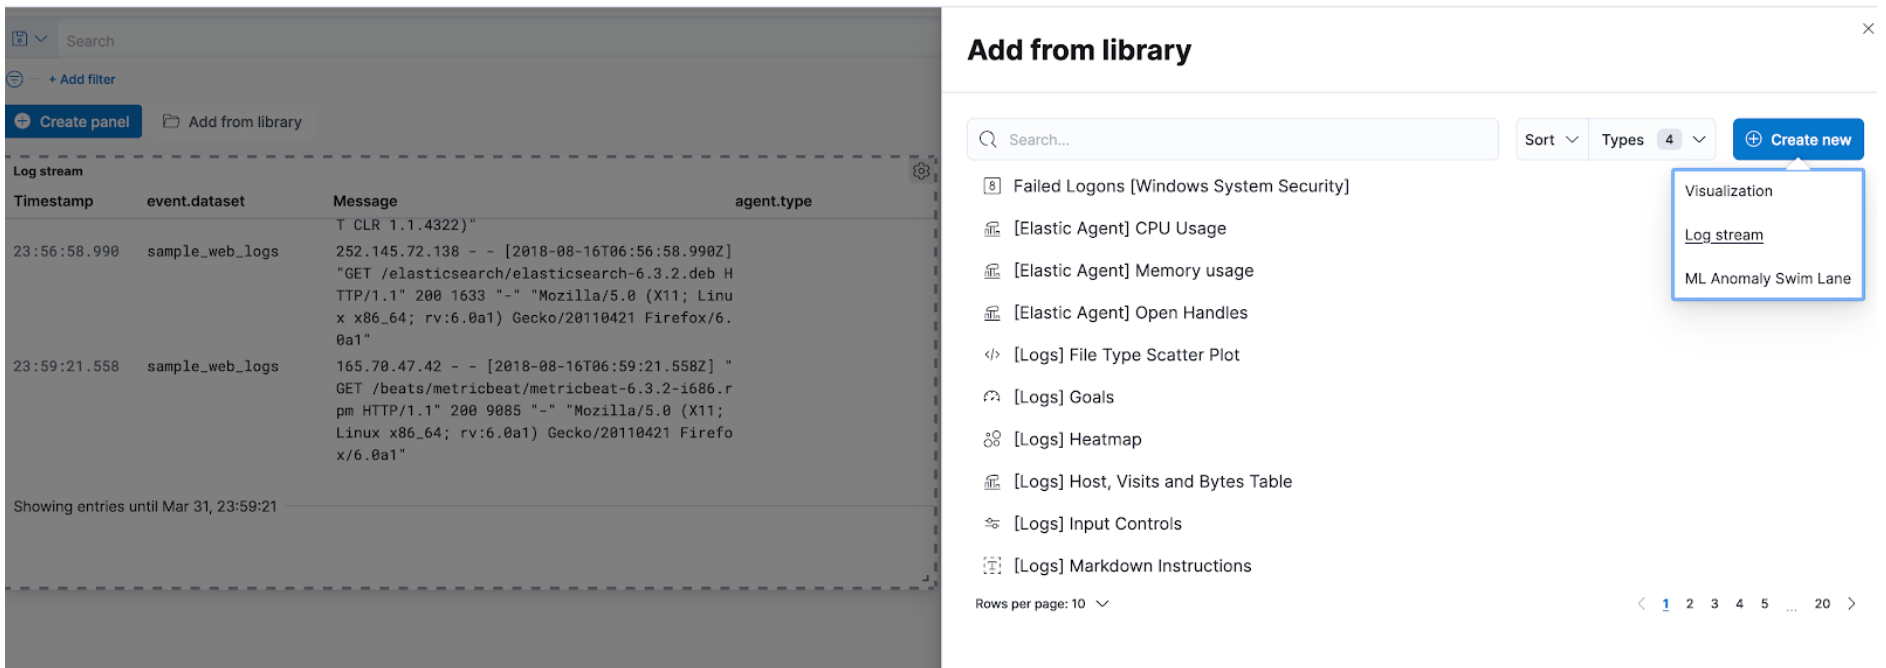 Search
+ Add filter
Create panel
Add from library
Log stream
Timestamp event.dataset Message agent.type
T CLR 1.1.4322)"
23:56:58.990 sample_web_logs 252.145.72.138 - - [2018-08-16T06:56:58.990Z]
"GET /elasticsearch/elasticsearch-6.3.2.deb H
TTP/1.1" 200 1633 "-" "Mozilla/5.0 (X11; Linu
x x86_64; rv:6.0a1) Gecko/20110421 Firefox/6.
0a1"
23:59:21.558 sample_web_logs 165.70.47.42 - - [2018-08-16T06:59:21.558Z] "
GET /beats/metricbeat/metricbeat-6.3.2-i686.r
pm HTTP/1.1" 200 9085 "-" "Mozilla/5.0 (X11;
Linux x86_64; rv:6.0a1) Gecko/20110421 Firefo
x/6.0a1"
Showing entries until Mar 31, 23:59:21
Add from library
Search...
Sort
Types 4
Create new
Visualization
Log stream
ML Anomaly Swim Lane
8 Failed Logons [Windows System Security]
[Elastic Agent] CPU Usage
[Elastic Agent] Memory usage
[Elastic Agent] Open Handles
[Logs] File Type Scatter Plot
[Logs] Goals
[Logs] Heatmap
[Logs] Host, Visits and Bytes Table
[Logs] Input Controls
[Logs] Markdown Instructions
Rows per page: 10
1 2 3 4 5 ... 20